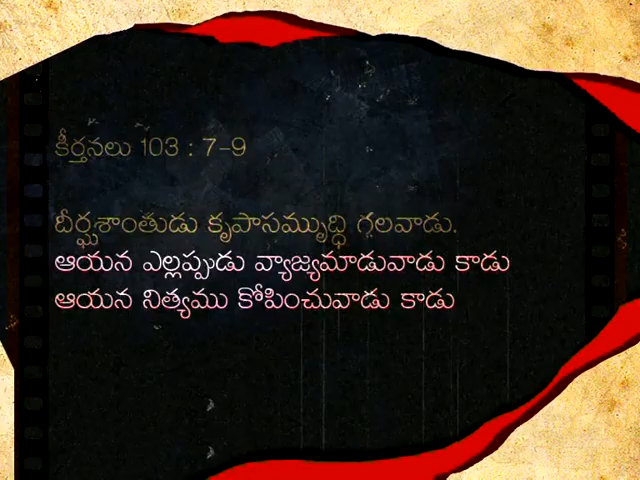 కీర్తనలు 103 : 7-9
దీర్ఘశాంతుడు కృపాసమ్మృద్ధి గలవాడు.
ఆయన ఎల్లప్పుడు వ్యాజ్యమాడువాడు కాడు
ఆయన నిత్యము కోపించువాడు కాడు